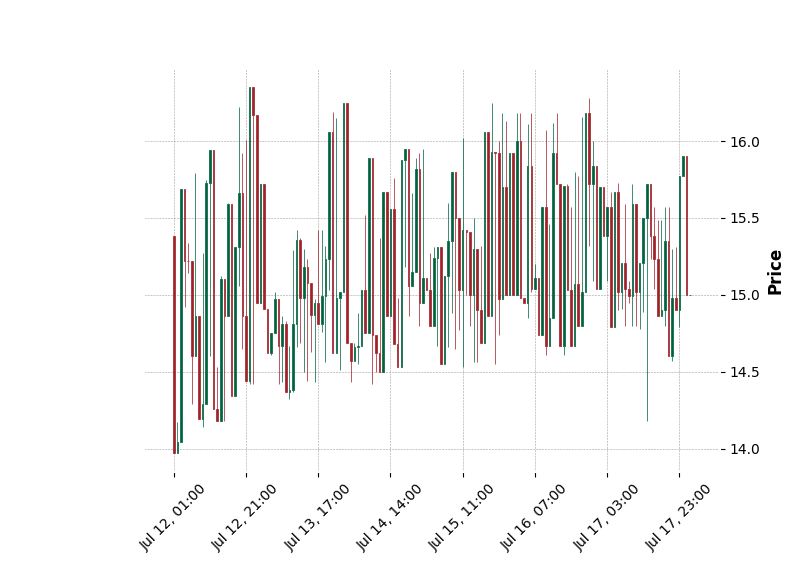 16.0
15.5
15.0
14.5
14.0
Price
Jul 12, 01:00
Jul 12, 21:00
Jul 13, 17:00
Jul 14, 14:00
Jul 15, 11:00
Jul 16, 07:00
Jul 17, 03:00
Jul 17, 23:00